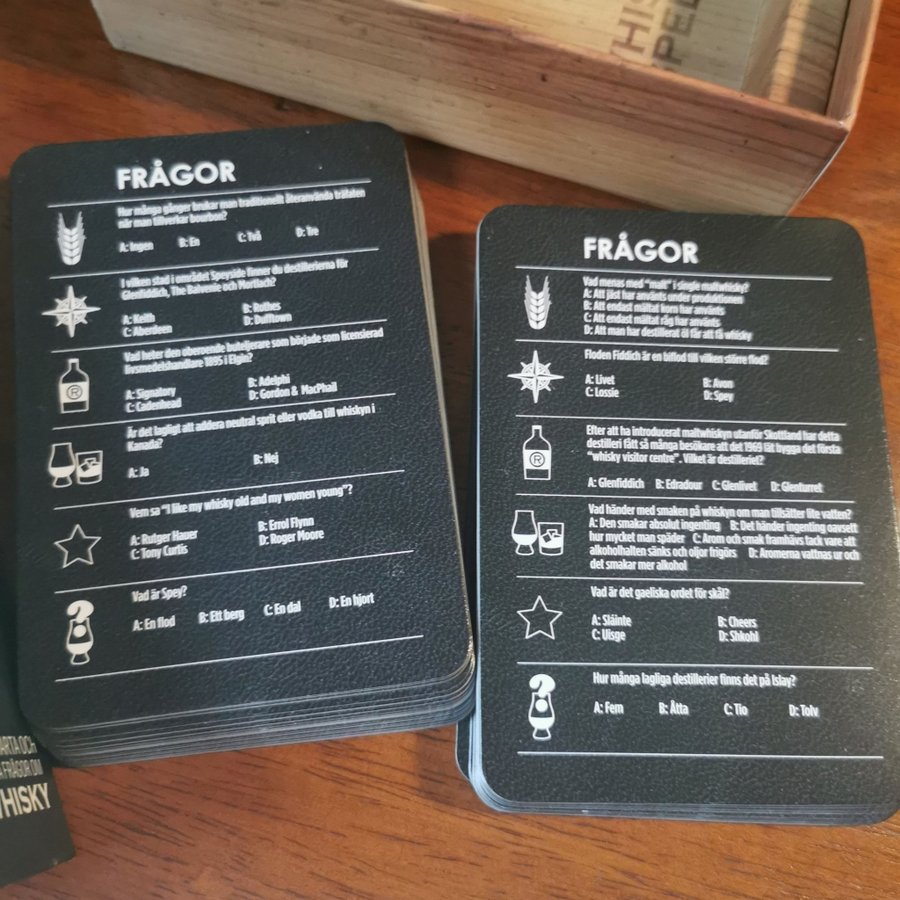 WHIS
PEL
FRÅGOR
Hur många gånger brukar man traditionellt återanvända träfaten
när man tillverkar bourbon?
A: Ingen B: En C: Två D: Tre
I vilken stad i området Speyside finner du destillerierna för
Glenfiddich, The Balvenie och Mortlach?
A: Keith B: Rothes
C: Aberdeen D: Dufftown
Vad heter den oberoende buteljerare som började som licensierad
livsmedelshandlare 1895 i Elgin?
A: Signatory B: Adelphi
C: Cadenhead D: Gordon & MacPhail
Är det lagligt att addera neutral sprit eller vodka till whiskyn i
Kanada?
A: Ja B: Nej
Vem sa "I like my whisky old and my women young"?
A: Rutger Hauer B: Errol Flynn
C: Tony Curtis D: Roger Moore
Vad är Spey?
A: En flod B: Ett berg C: En dal D: En hjort
FRÅGOR
Vad menas med "malt" i single maltwhisky?
A: Att jäst har använts under produktionen
B: Att endast mältat korn har använts
C: Att endast mältat råg har använts
D: Att man har destillerat öl får att få whisky
Floden Fiddich är en biflod till vilken större flod?
A: Livet B: Avon
C: Lossie D: Spey
Efter att ha introducerat maltwhiskyn utanför Skottland har detta
destilleri fått så många besökare att det 1969 lät bygga det första
"whisky visitor centre". Vilket är destilleriet?
A: Glenfiddich B: Edradour C: Glenlivet D: Glenturret
Vad händer med smaken på whiskyn om man tillsätter lite vatten?
A: Den smakar absolut ingenting B: Det händer ingenting oavsett
hur mycket man späder C: Arom och smak framhävs tack vare att
alkoholhalten sänks och oljor frigörs D: Aromerna vattnas ur och
det smakar mer alkohol
Vad är det gaeliska ordet för skål?
A: Sláinte B: Cheers
C: Uisge D: Shkohl
Hur många lagliga destillerier finns det på Islay?
A: Fem B: Åtta C: Tio D: Tolv
ARTA OCH
FRÅGOR OM
WHISKY